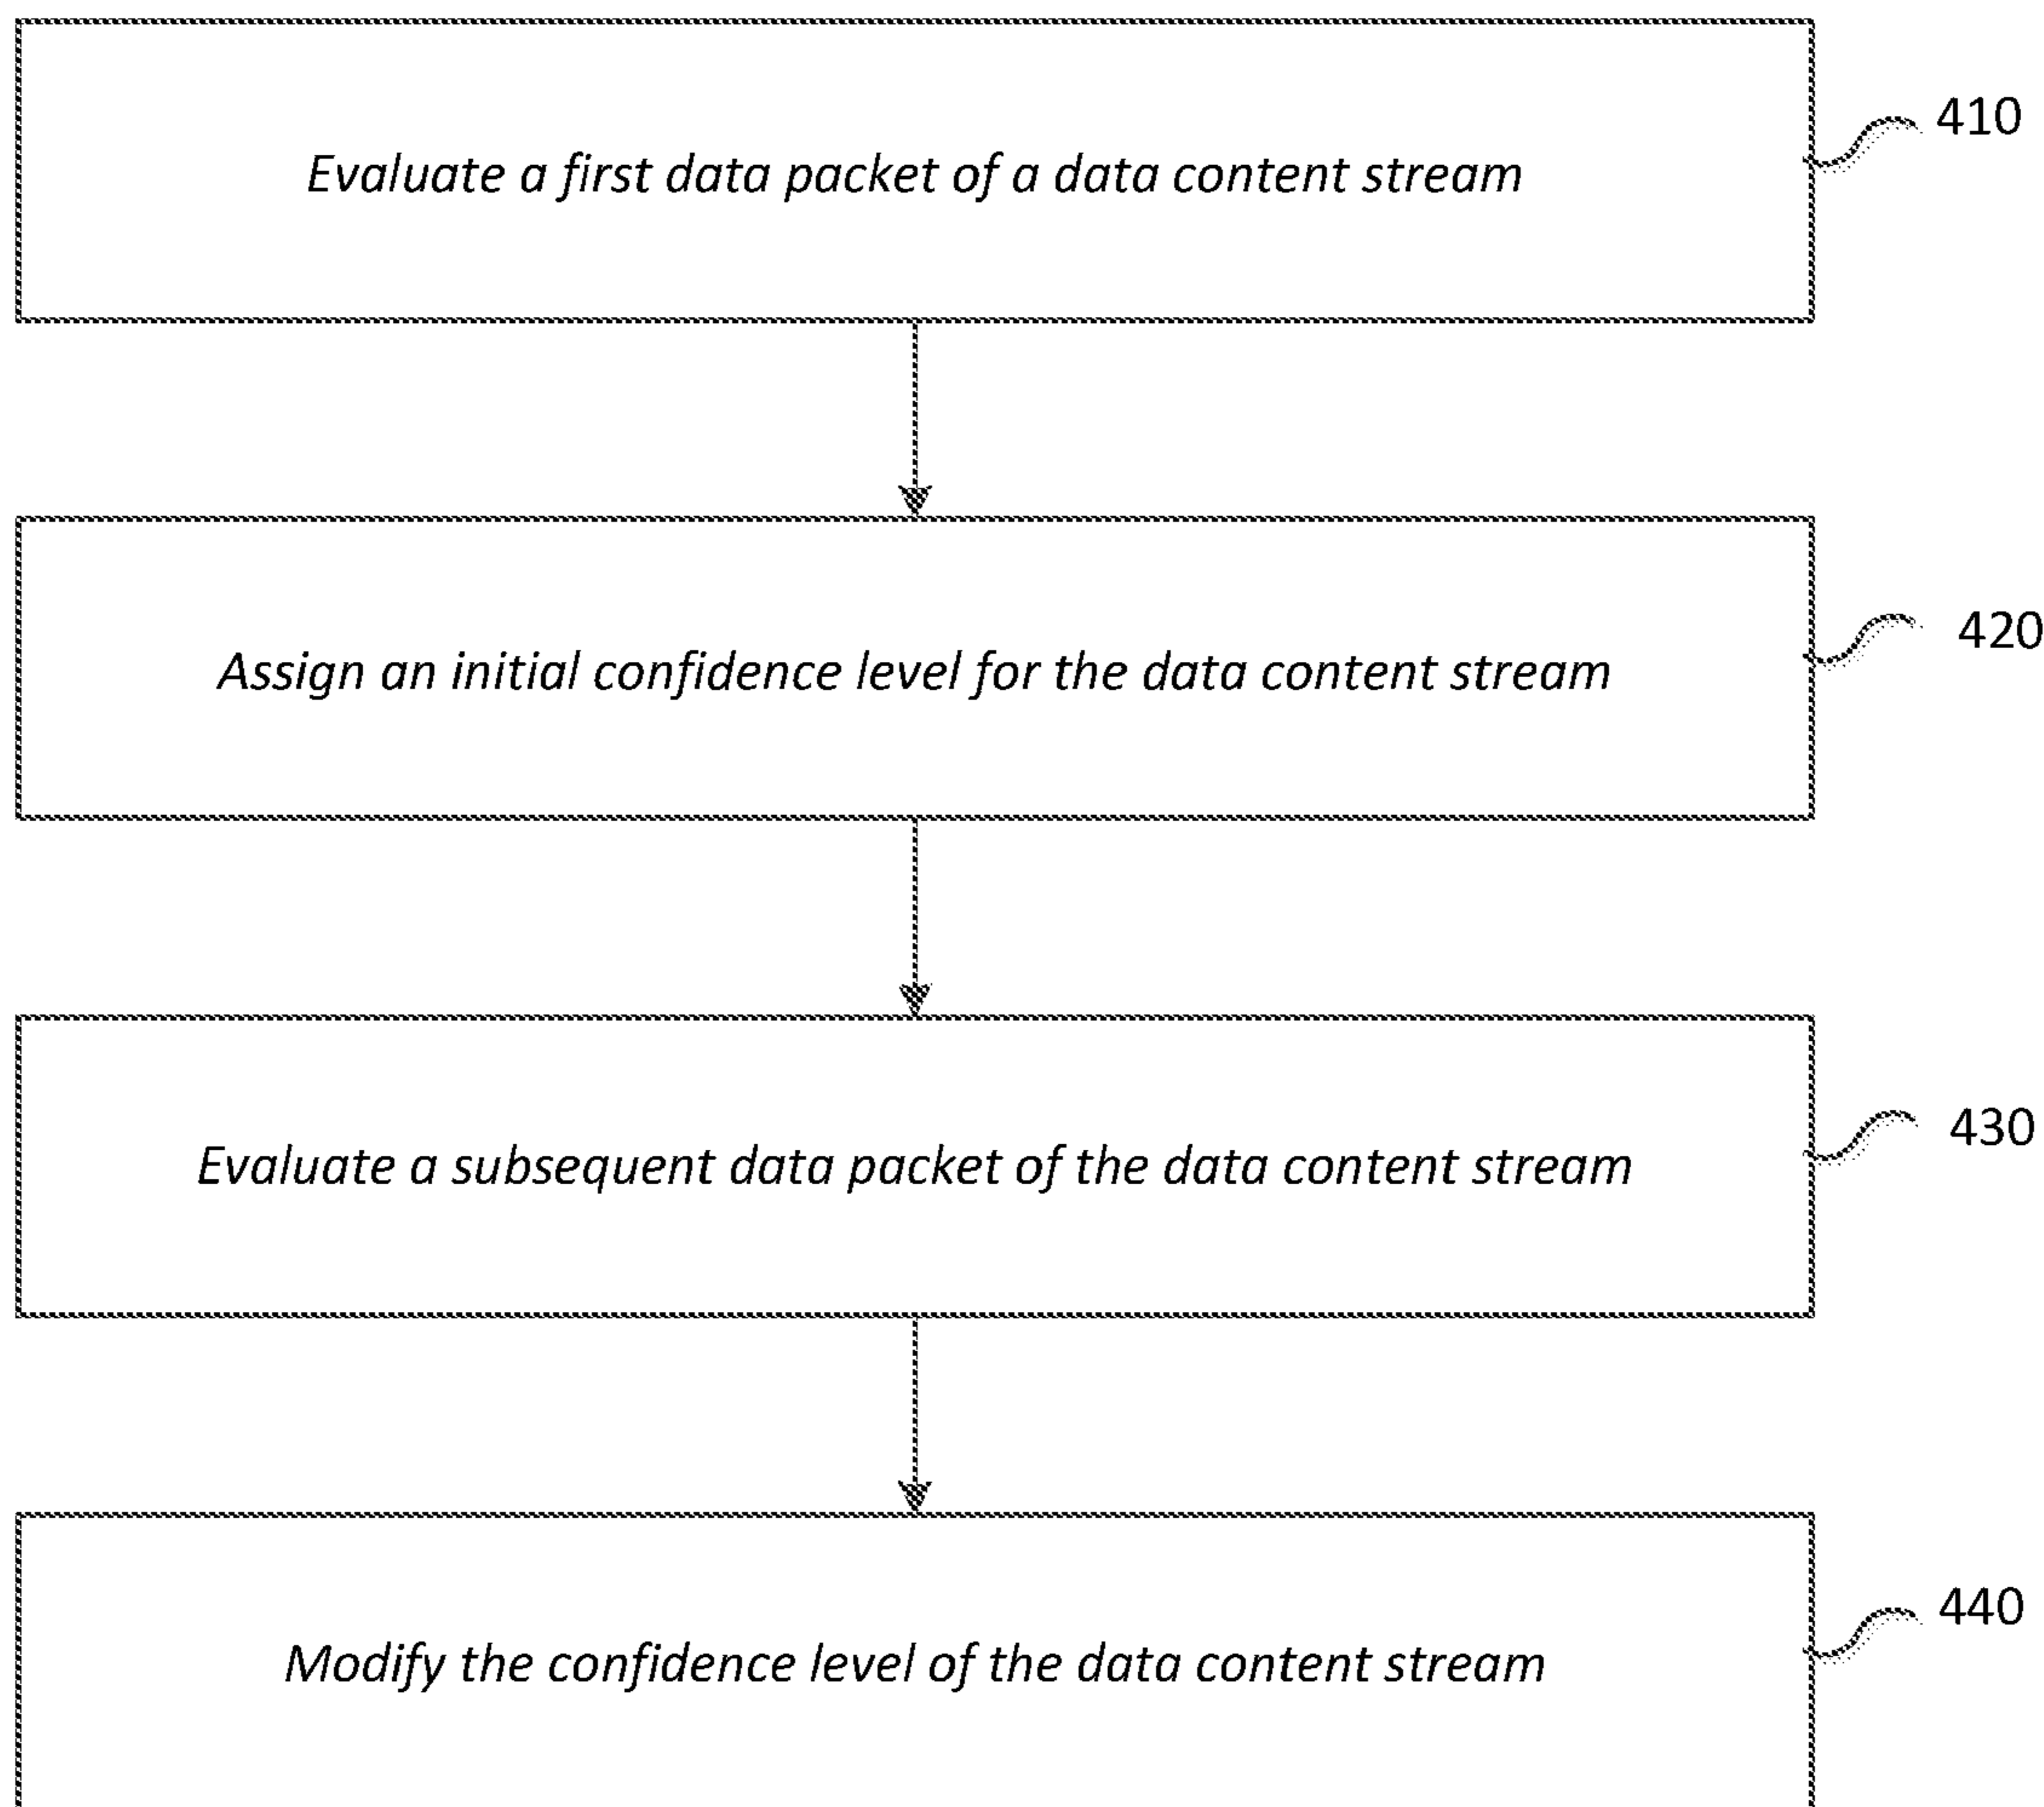 Evaluate a first data packet of a data content stream
410
Assign an initial confidence level for the data content stream
420
Evaluate a subsequent data packet of the data content stream
430
Modify the confidence level of the data content stream
440